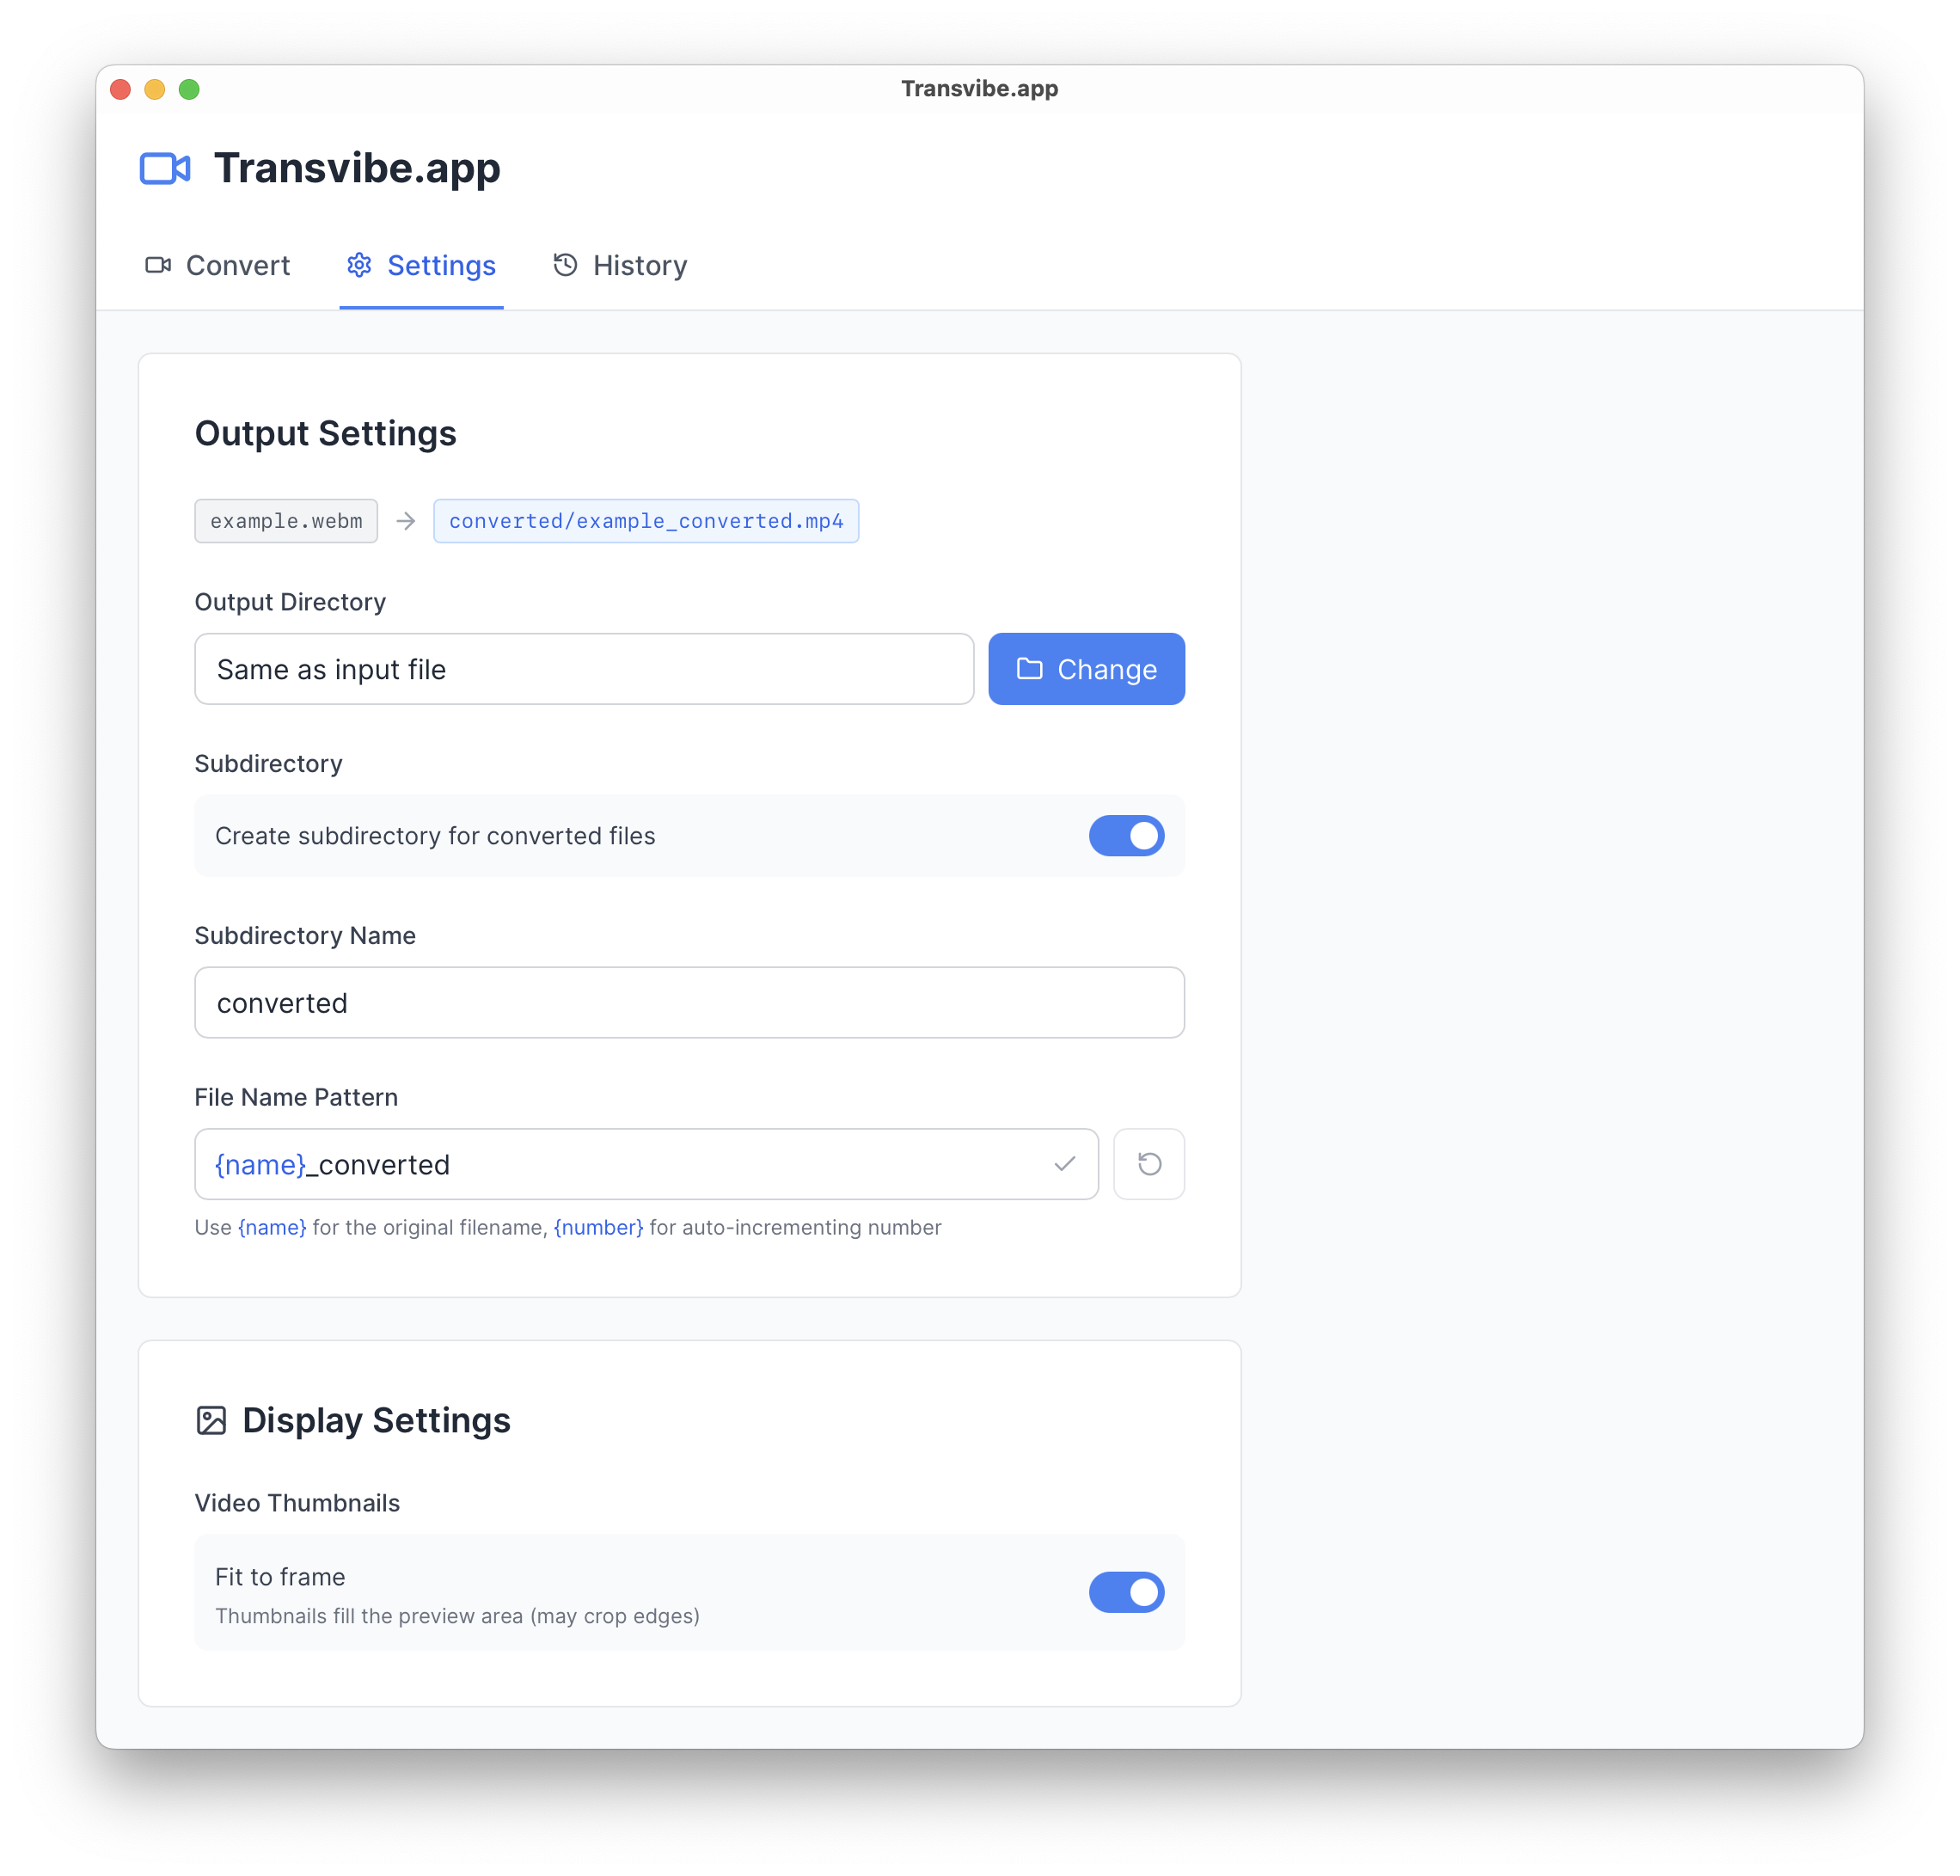 Transvibe.app
Transvibe.app
Convert Settings History
Output Settings
example.webm → converted/example_converted.mp4
Output Directory
Same as input file Change
Subdirectory
Create subdirectory for converted files
Subdirectory Name
converted
File Name Pattern
{name}_converted
Use {name} for the original filename, {number} for auto-incrementing number
Display Settings
Video Thumbnails
Fit to frame
Thumbnails fill the preview area (may crop edges)